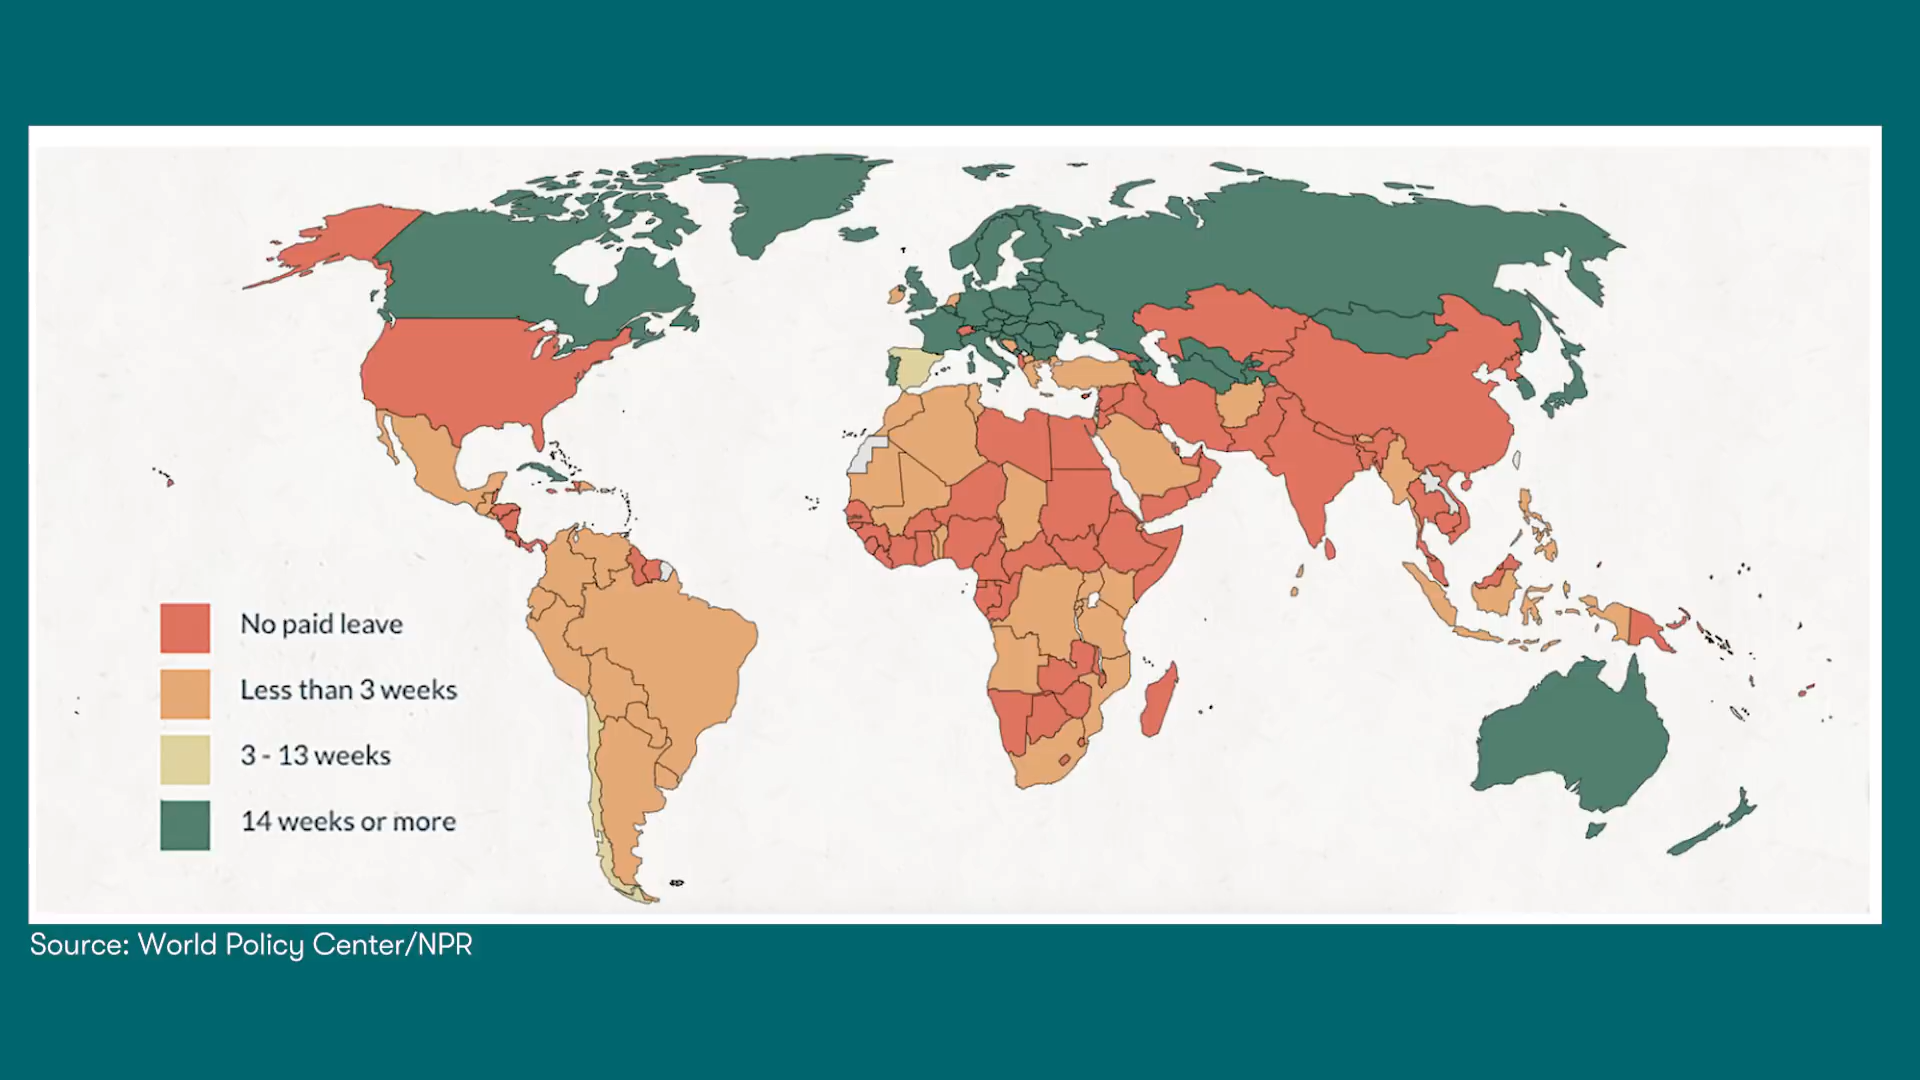 No paid leave
Less than 3 weeks
3 - 13 weeks
14 weeks or more
Source: World Policy Center/NPR